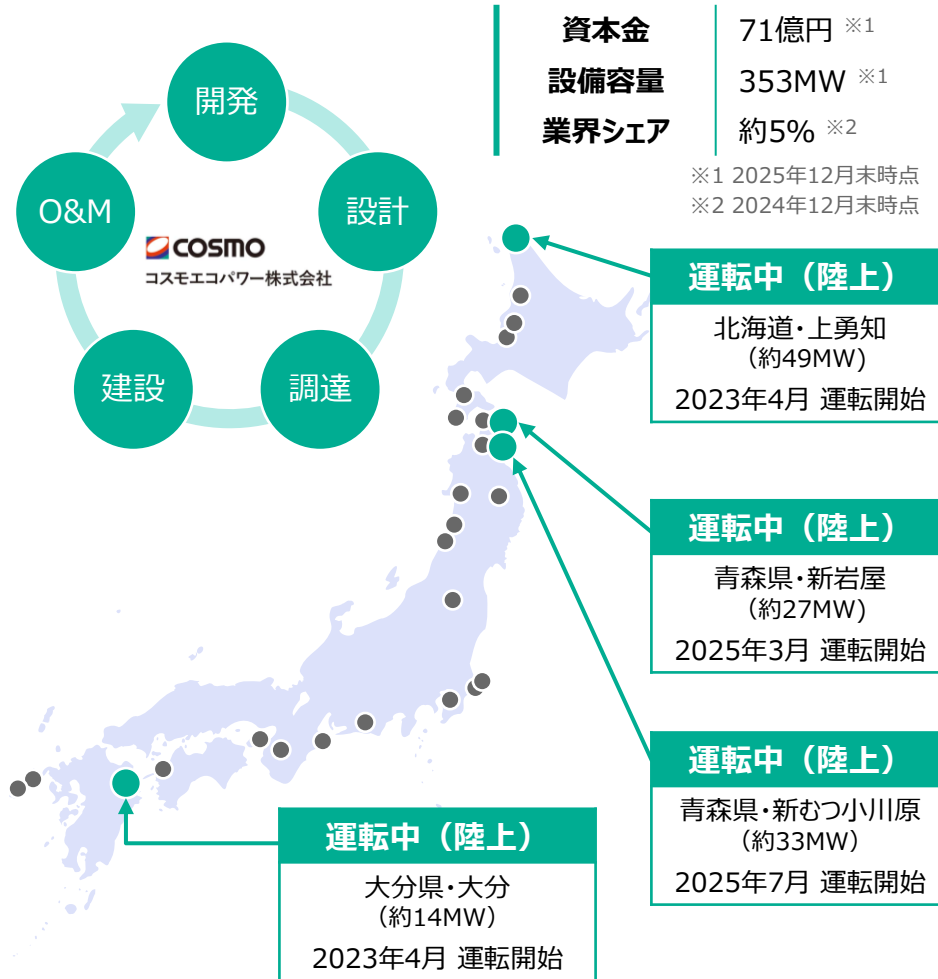 資本金 71億円 ※1
設備容量 353MW ※1
業界シェア 約5% ※2
※1 2025年12月末時点
※2 2024年12月末時点
開発
設計
調達
建設
O&M
COSMO
コスモエコパワー株式会社
運転中（陸上）
北海道・上勇知
（約49MW）
2023年4月 運転開始
運転中（陸上）
青森県・新岩屋
（約27MW）
2025年3月 運転開始
運転中（陸上）
青森県・新むつ小川原
（約33MW）
2025年7月 運転開始
運転中（陸上）
大分県・大分
（約14MW）
2023年4月 運転開始